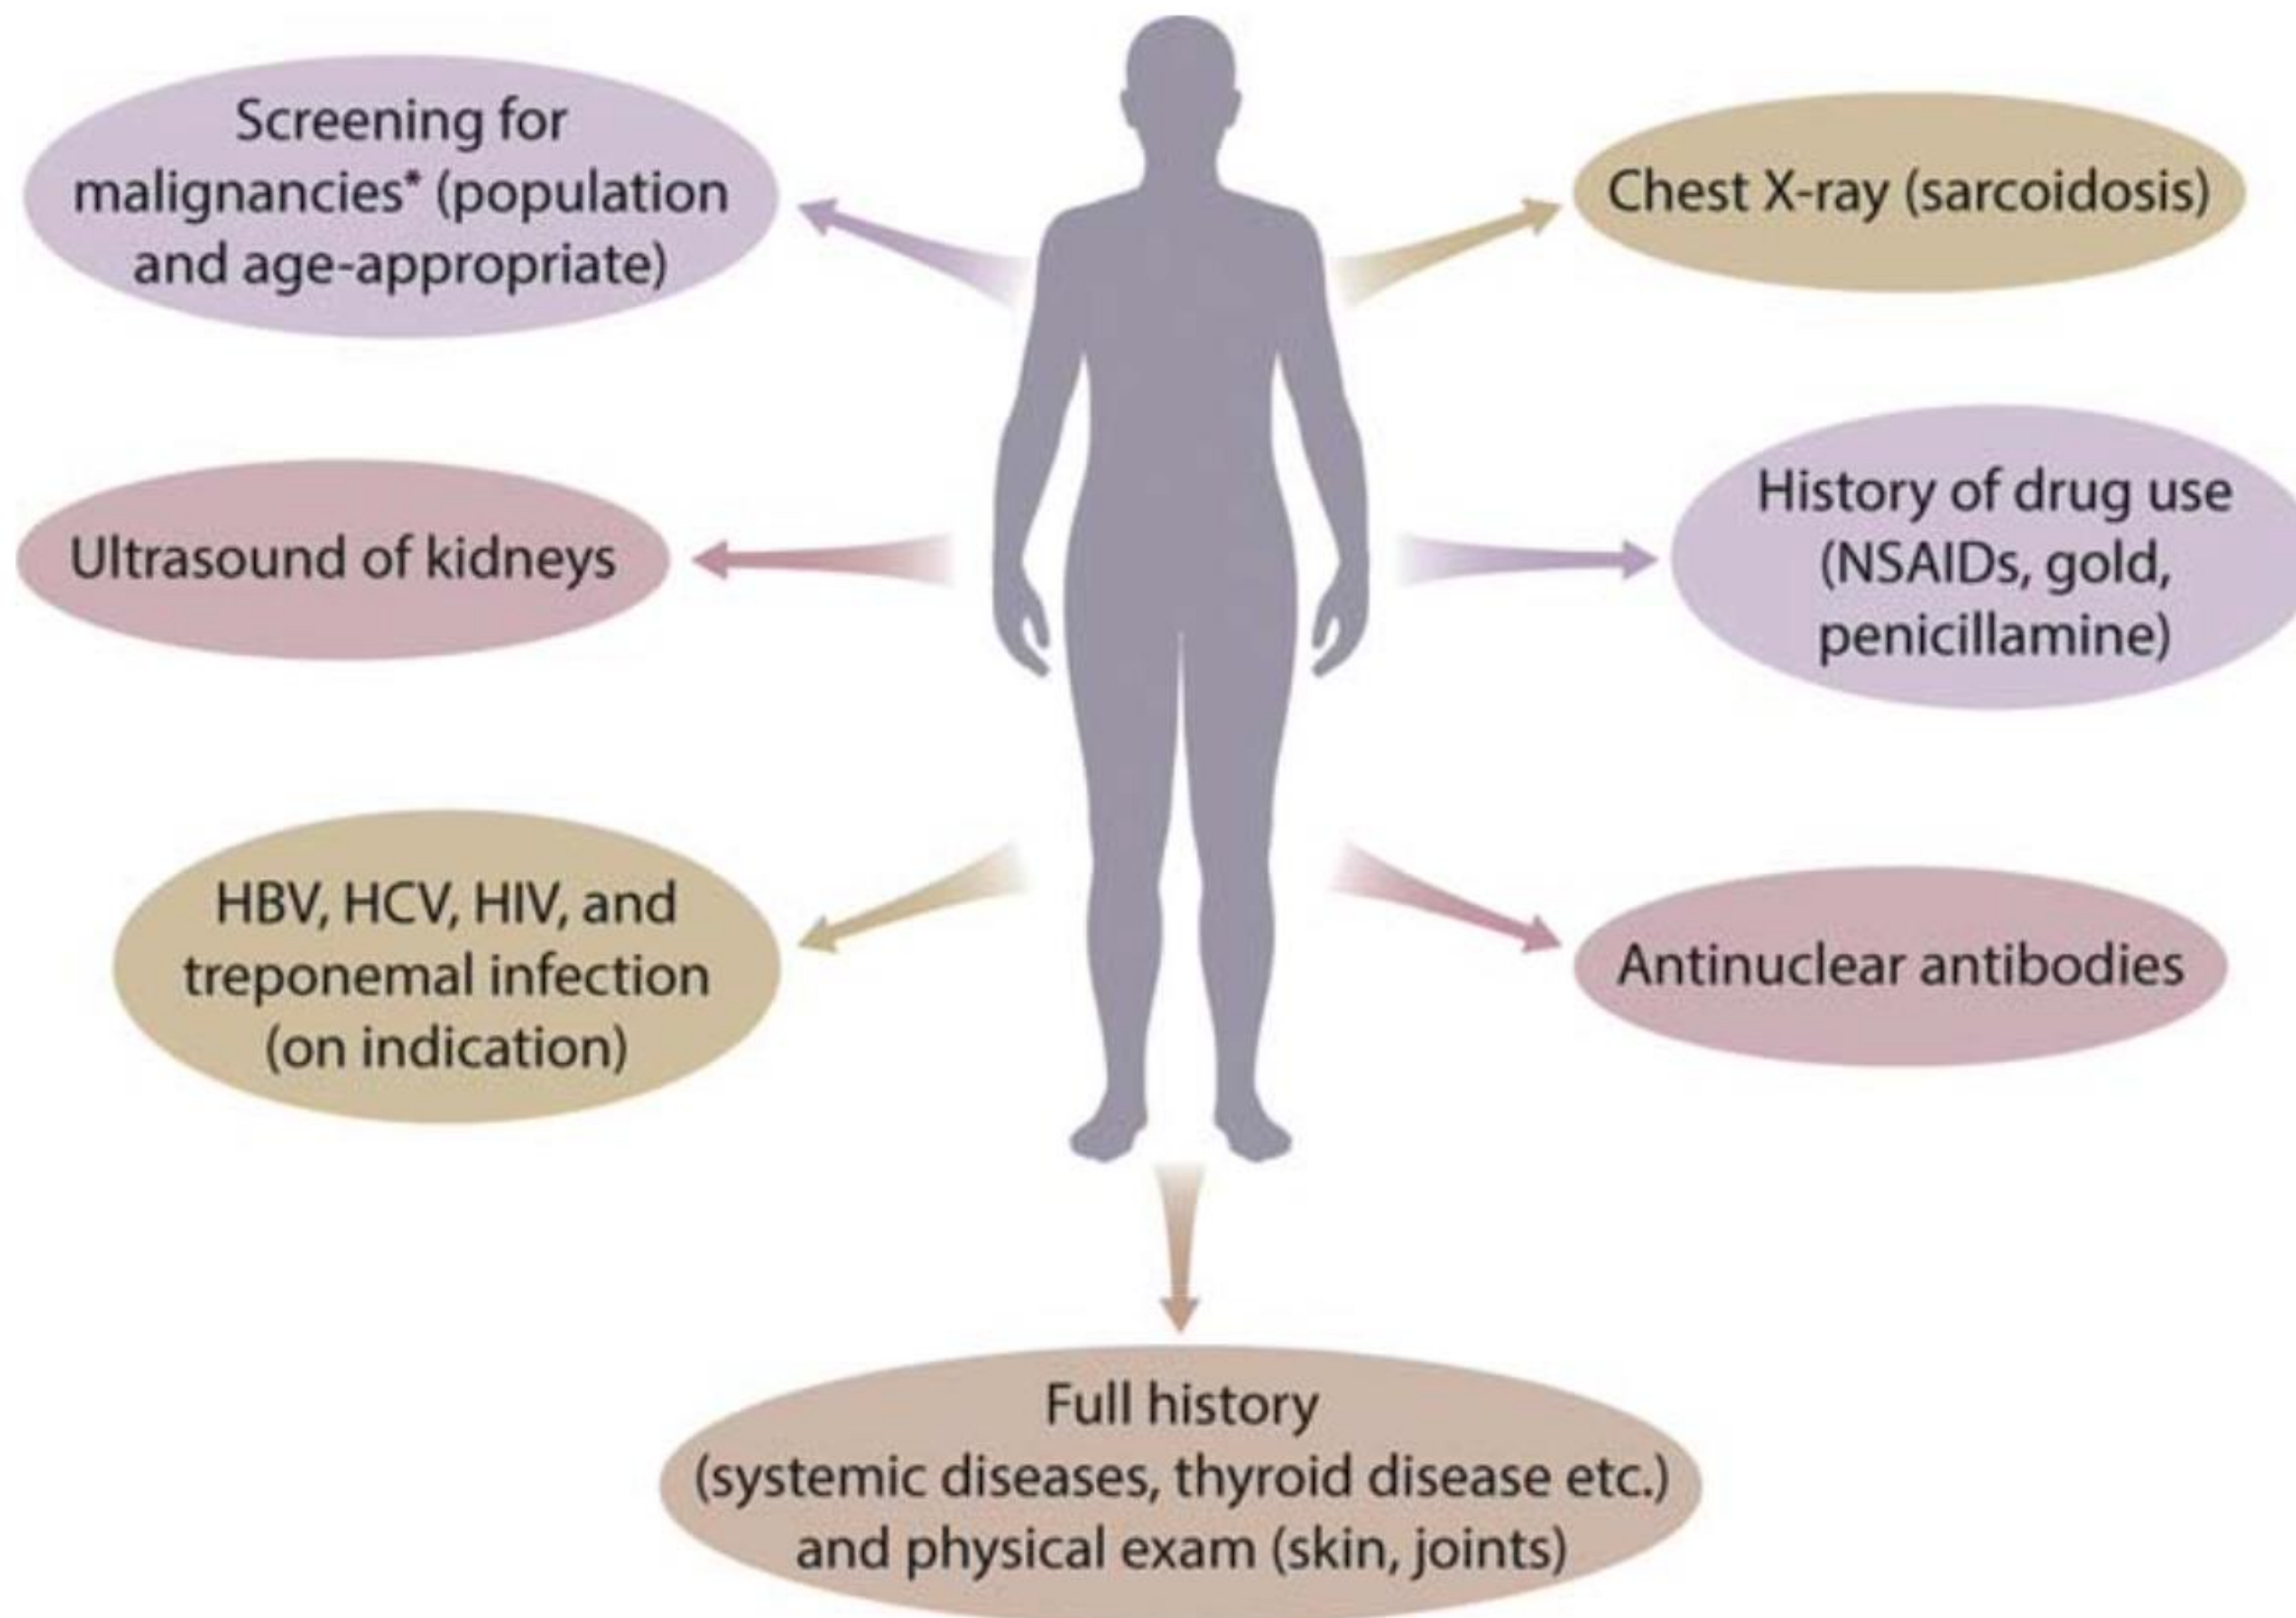 Screening for
malignancies* (population
and age-appropriate)
Chest X-ray (sarcoidosis)
Ultrasound of kidneys
History of drug use
(NSAIDs, gold,
penicillamine)
HBV, HCV, HIV, and
treponemal infection
(on indication)
Antinuclear antibodies
Full history
(systemic diseases, thyroid disease etc.)
and physical exam (skin, joints)